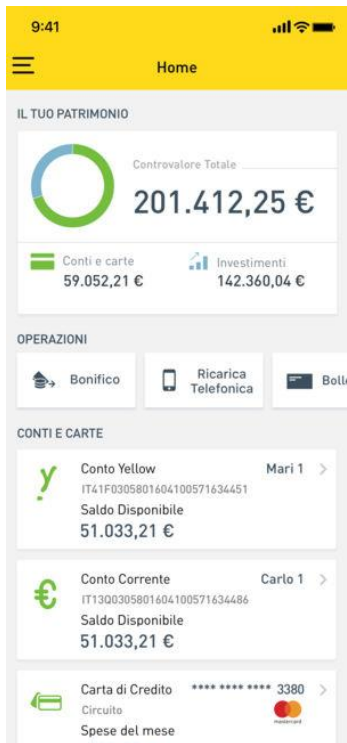 9:41
Home
IL TUO PATRIMONIO
Controvalore Totale
201.412,25 €
Conti e carte
59.052,21 €
Investimenti
142.360,04 €
OPERAZIONI
Bonifico
Ricarica
Telefonica
Bolle
CONTI E CARTE
Conto Yellow
Mari 1
IT41F0305801604100571634451
Saldo Disponibile
51.033,21 €
Conto Corrente
Carlo 1
IT13Q0305801604100571634486
Saldo Disponibile
51.033,21 €
Carta di Credito
**** **** **** 3380
Circuito
mastercard
Spese del mese